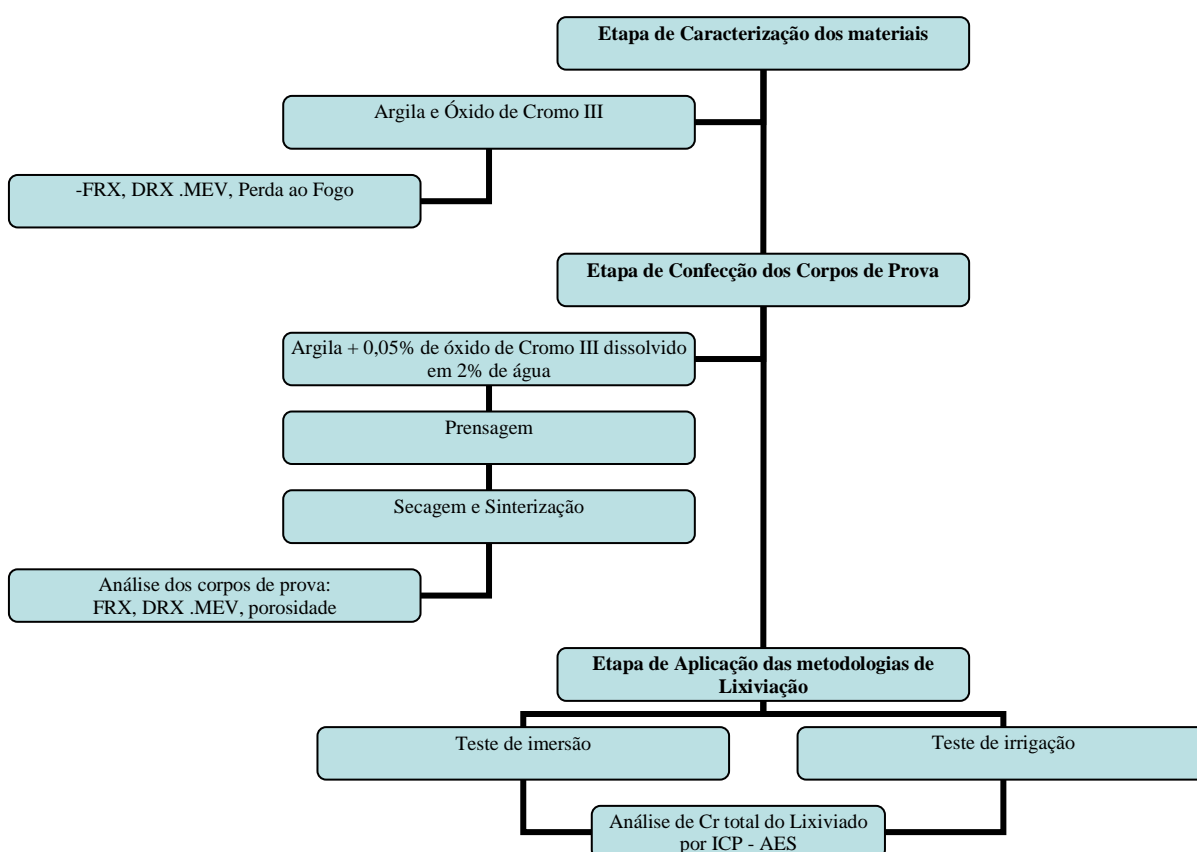 Etapa de Caracterização dos materiais
Argila e Óxido de Cromo III
-FRX, DRX .MEV, Perda ao Fogo
Etapa de Confecção dos Corpos de Prova
Argila + 0,05% de óxido de Cromo III dissolvido
em 2% de água
Prensagem
Secagem e Sinterização
Análise dos corpos de prova:
FRX, DRX .MEV, porosidade
Etapa de Aplicação das metodologias de
Lixiviação
Teste de imersão
Teste de irrigação
Análise de Cr total do Lixiviado
por ICP - AES